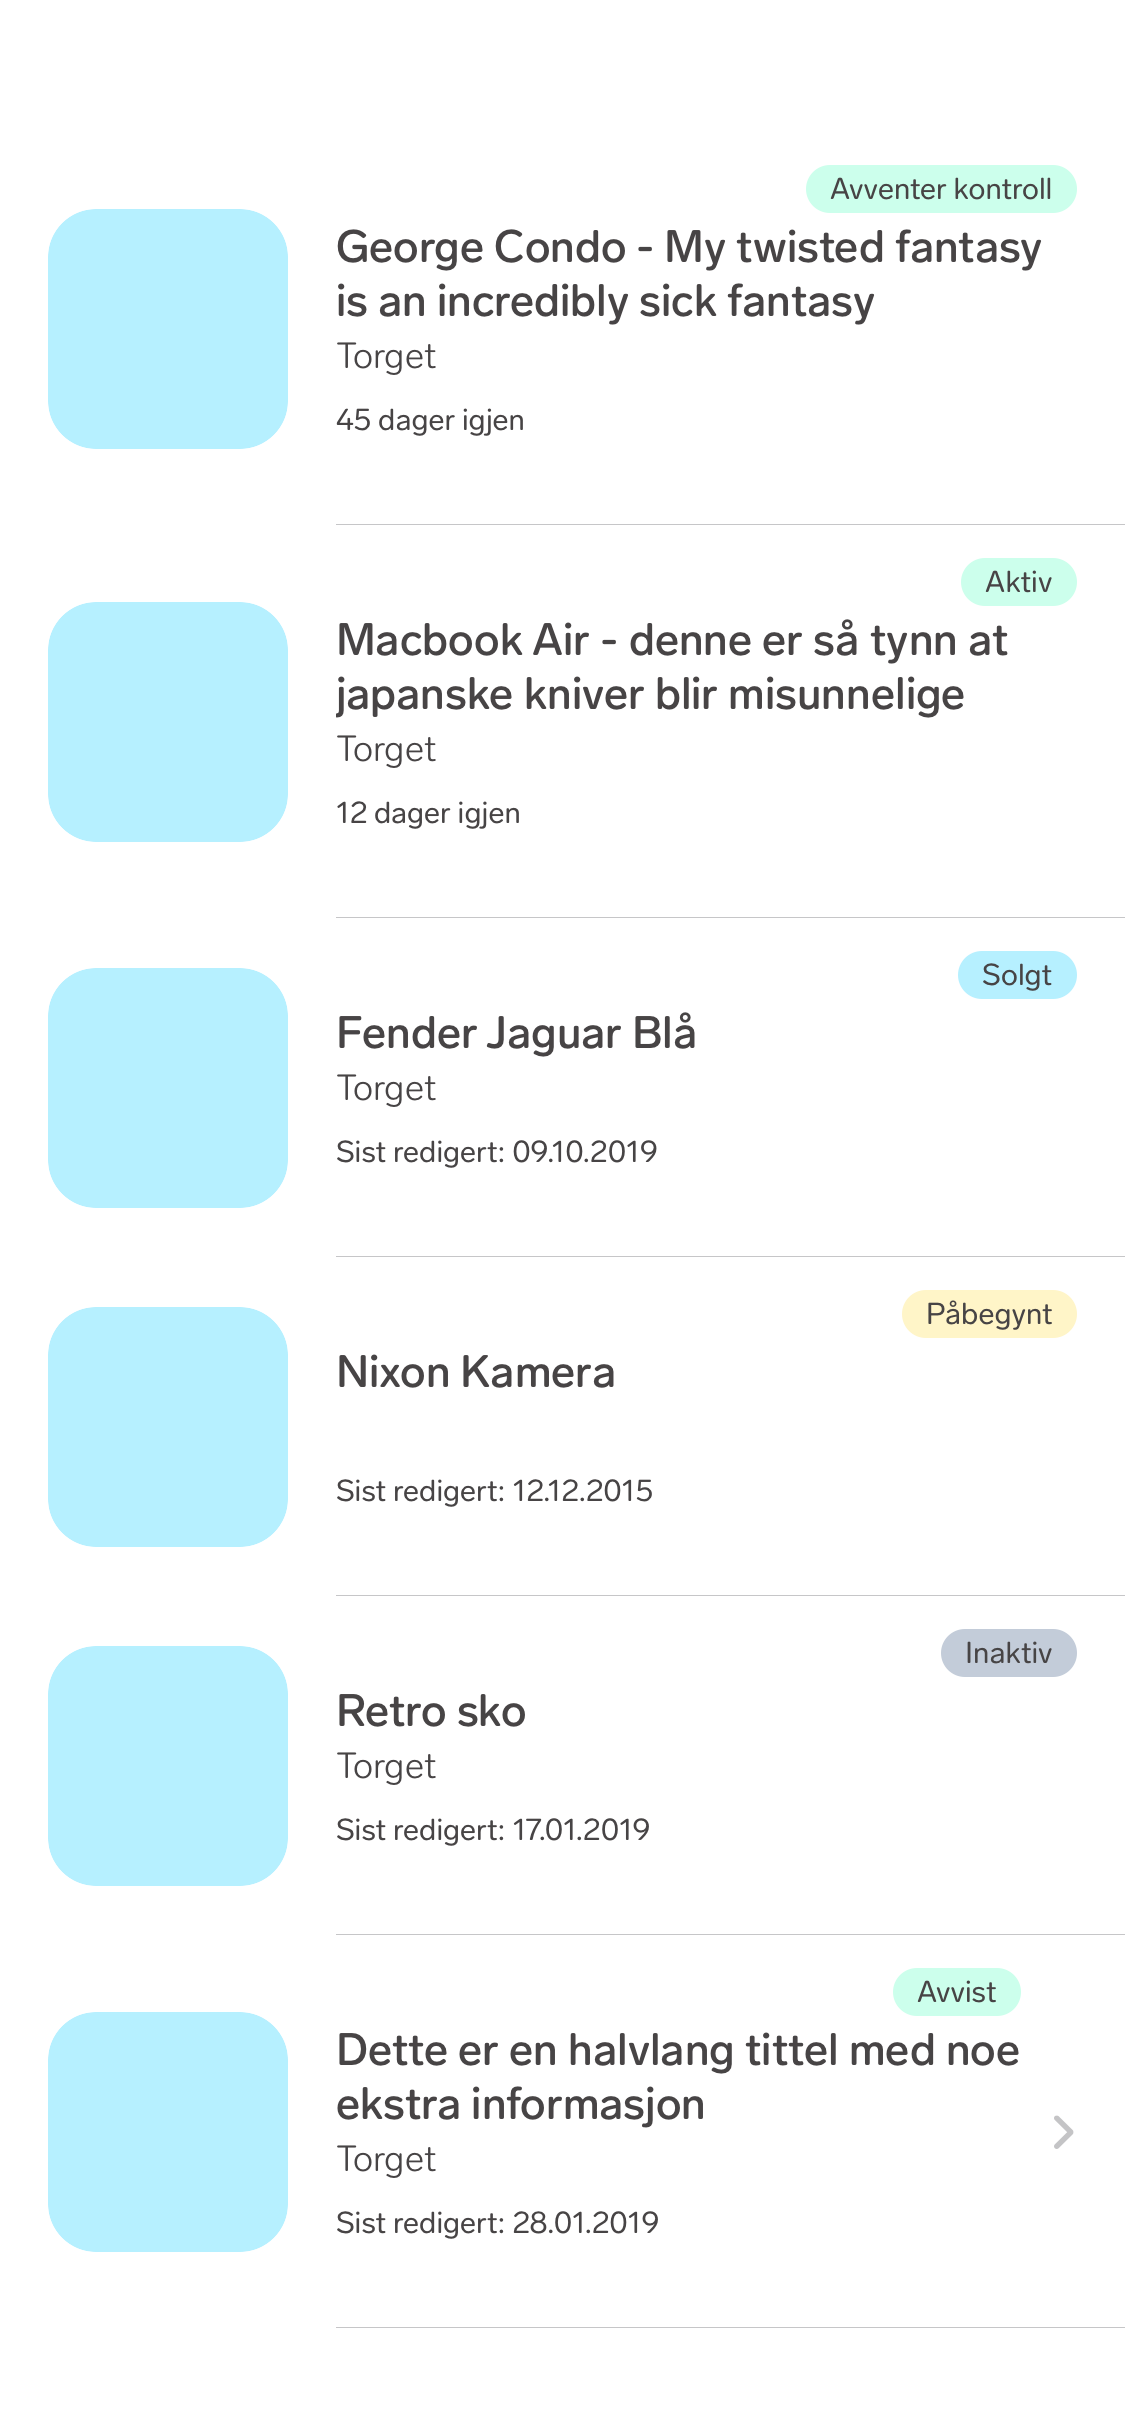 Avventer kontroll
George Condo - My twisted fantasy
is an incredibly sick fantasy
Torget
45 dager igjen
Aktiv
Macbook Air - denne er så tynn at
japanske kniver blir misunnelige
Torget
12 dager igjen
Solgt
Fender Jaguar Blå
Torget
Sist redigert: 09.10.2019
Påbegynt
Nixon Kamera
Sist redigert: 12.12.2015
Inaktiv
Retro sko
Torget
Sist redigert: 17.01.2019
Avvist
Dette er en halvlang tittel med noe
ekstra informasjon
Torget
Sist redigert: 28.01.2019